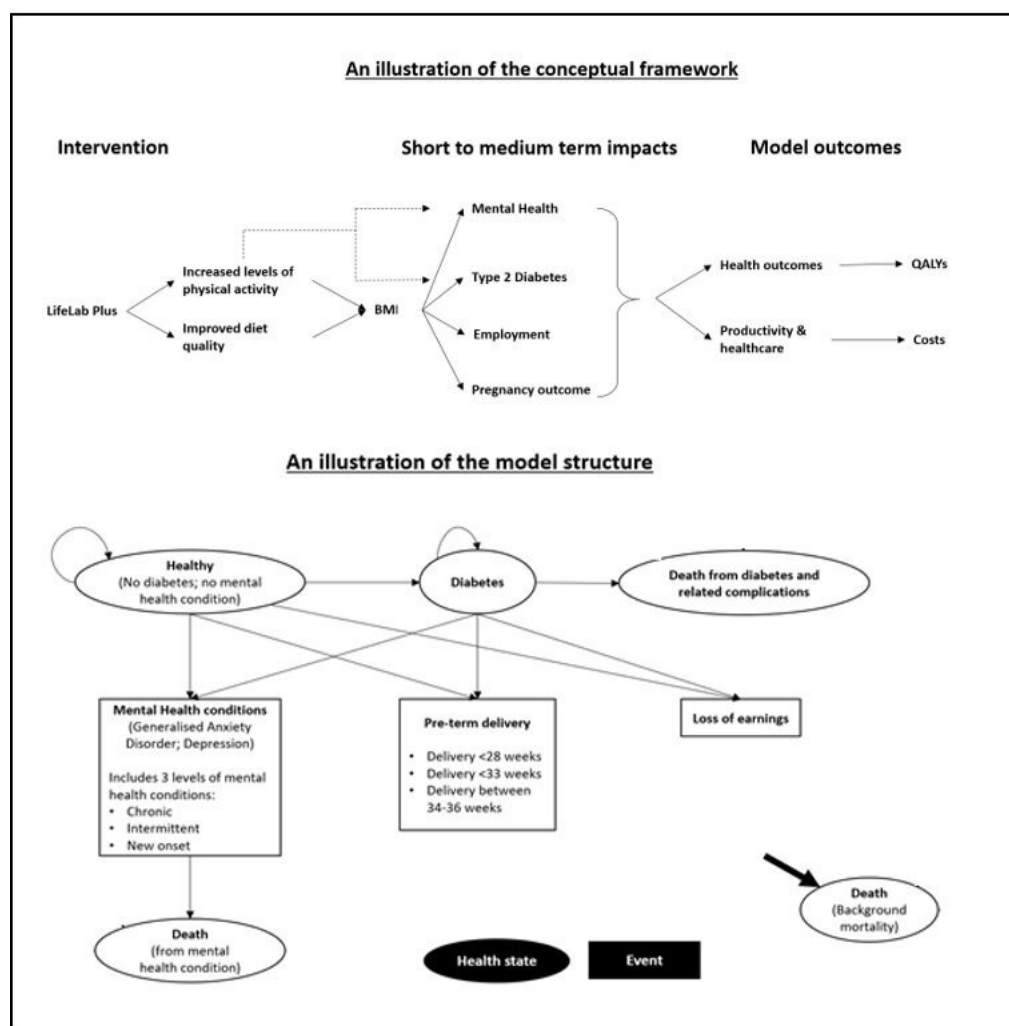 An illustration of the conceptual framework
Intervention
Short to medium term impacts
Model outcomes
LifeLab Plus
Increased levels of
physical activity
Improved diet
quality
BMI
Mental Health
Type 2 Diabetes
Employment
Pregnancy outcome
Health outcomes
QALYs
Productivity &
healthcare
Costs
An illustration of the model structure
Healthy
(No diabetes; no mental
health condition)
Diabetes
Death from diabetes and
related complications
Mental Health conditions
(Generalised Anxiety
Disorder; Depression)
Includes 3 levels of mental
health conditions:
• Chronic
• Intermittent
• New onset
Pre-term delivery
• Delivery <28 weeks
• Delivery <33 weeks
• Delivery between
34-36 weeks
Loss of earnings
Death
(from mental
health condition)
Health state
Event
Death
(Background
mortality)